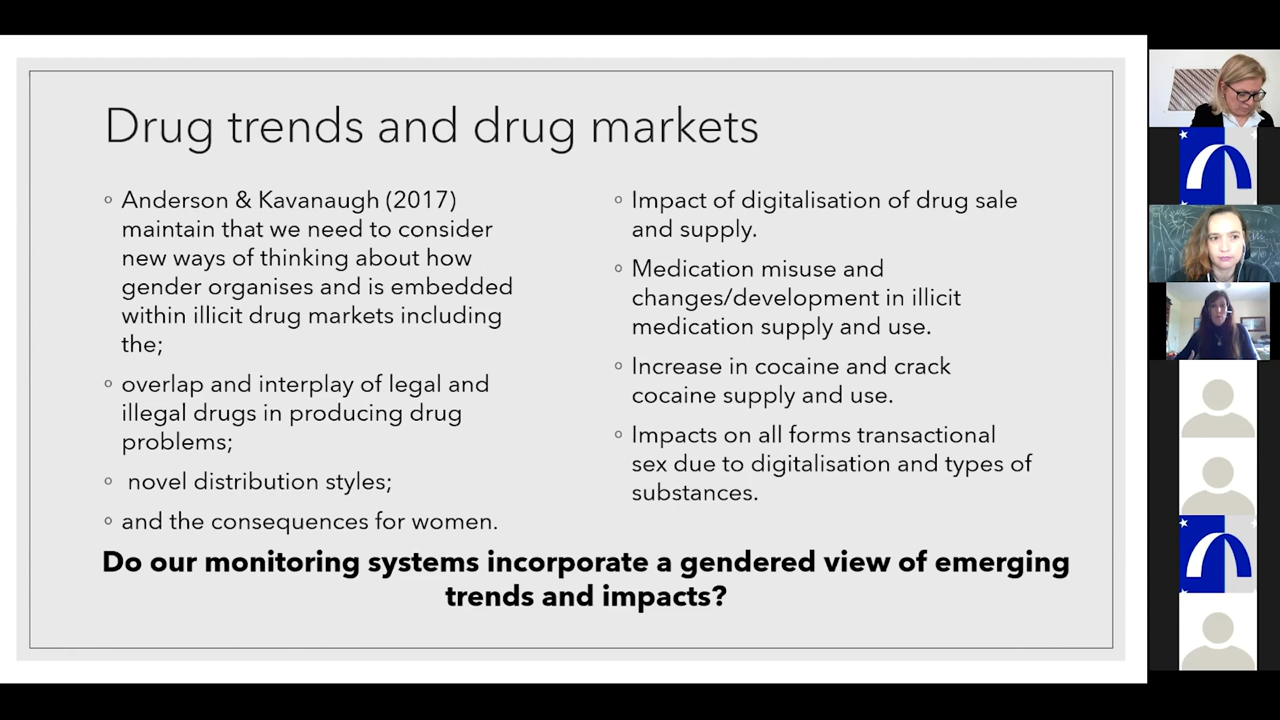 Drug trends and drug markets
Anderson & Kavanaugh (2017)
maintain that we need to consider
new ways of thinking about how
gender organises and is embedded
within illicit drug markets including
the;
overlap and interplay of legal and
illegal drugs in producing drug
problems;
novel distribution styles;
and the consequences for women.
Impact of digitalisation of drug sale
and supply.
Medication misuse and
changes/development in illicit
medication supply and use.
Increase in cocaine and crack
cocaine supply and use.
Impacts on all forms transactional
sex due to digitalisation and types of
substances.
Do our monitoring systems incorporate a gendered view of emerging
trends and impacts?